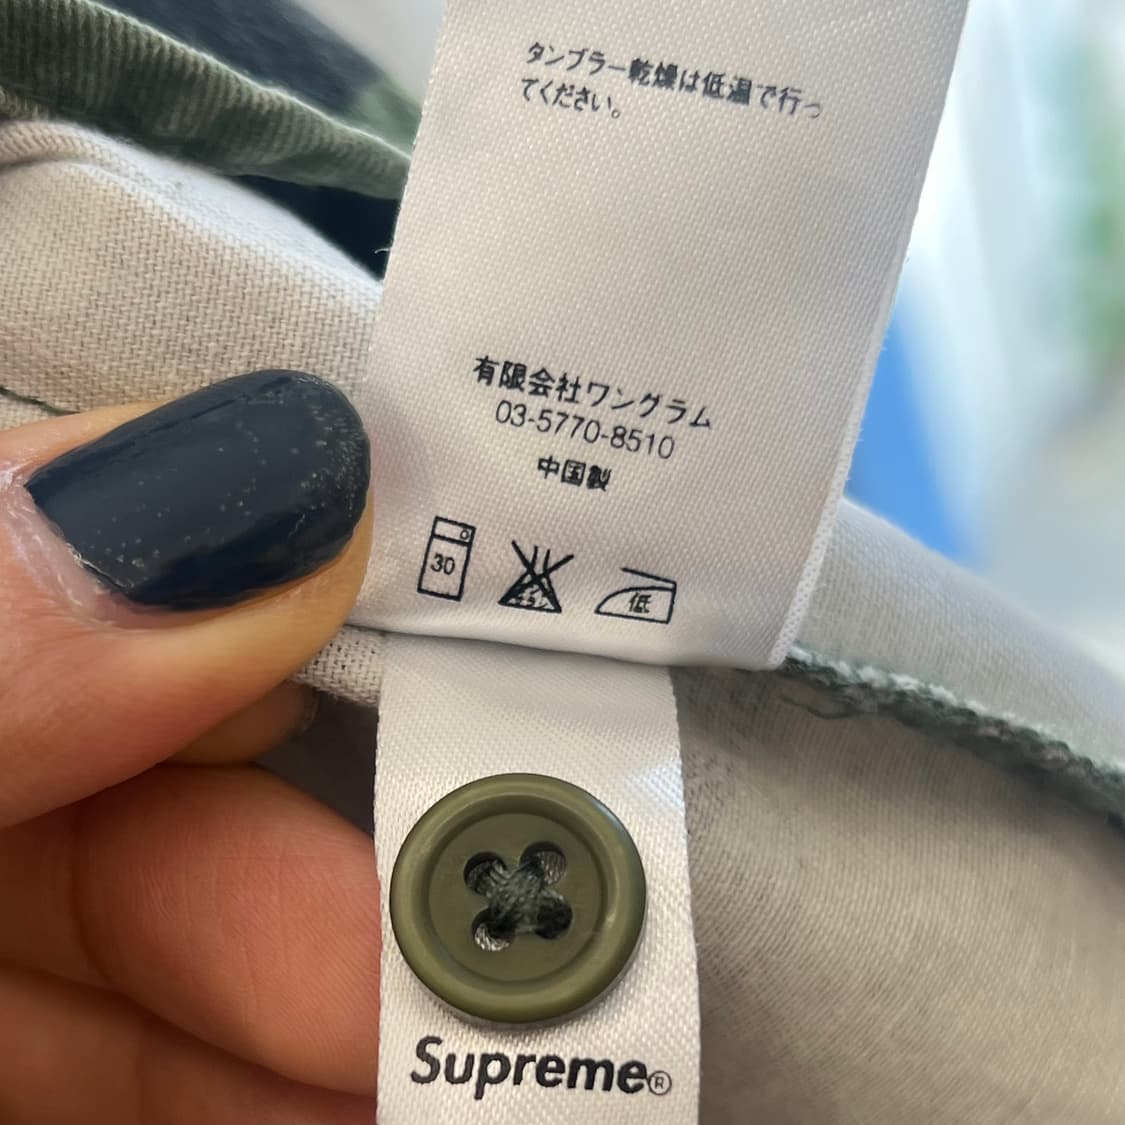 タンブラー乾燥は低温で行っ
てください。
有限会社ワングラム
03-5770-8510
中国製
30
低
Supreme®